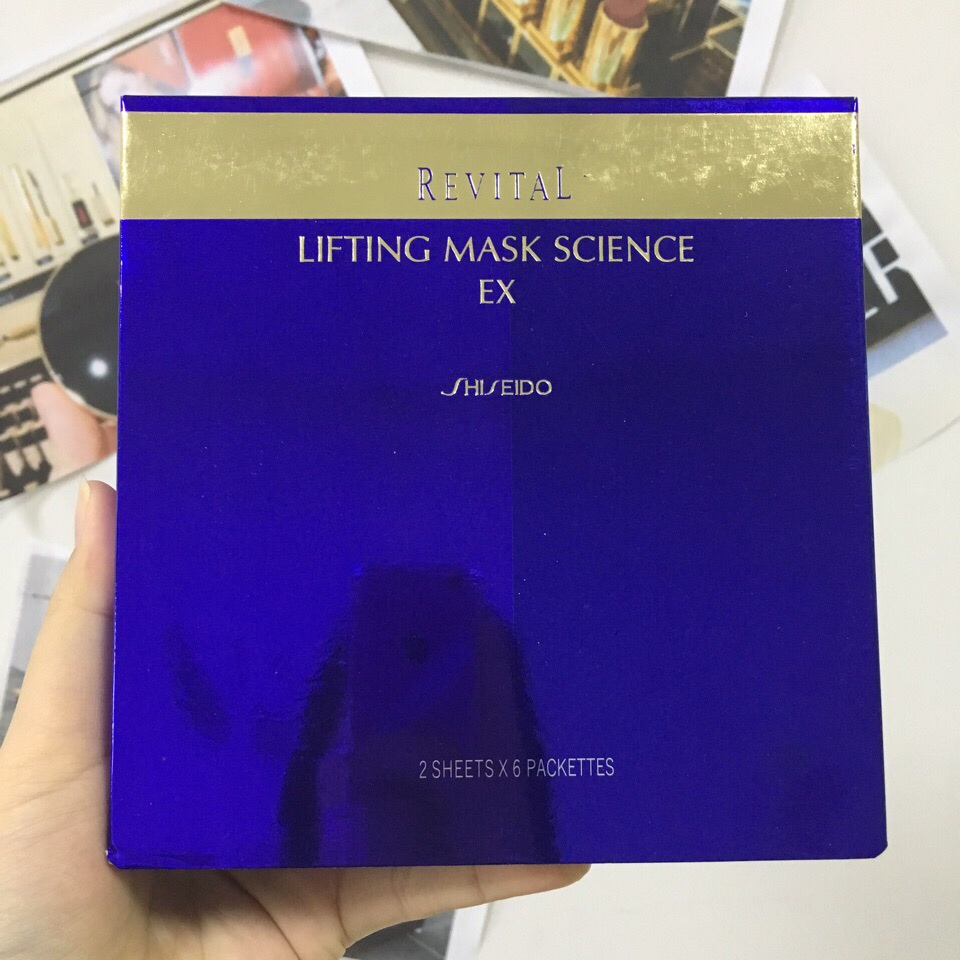 REVITAL
LIFTING MASK SCIENCE
EX
SHISEIDO
2 SHEETS X 6 PACKETTES